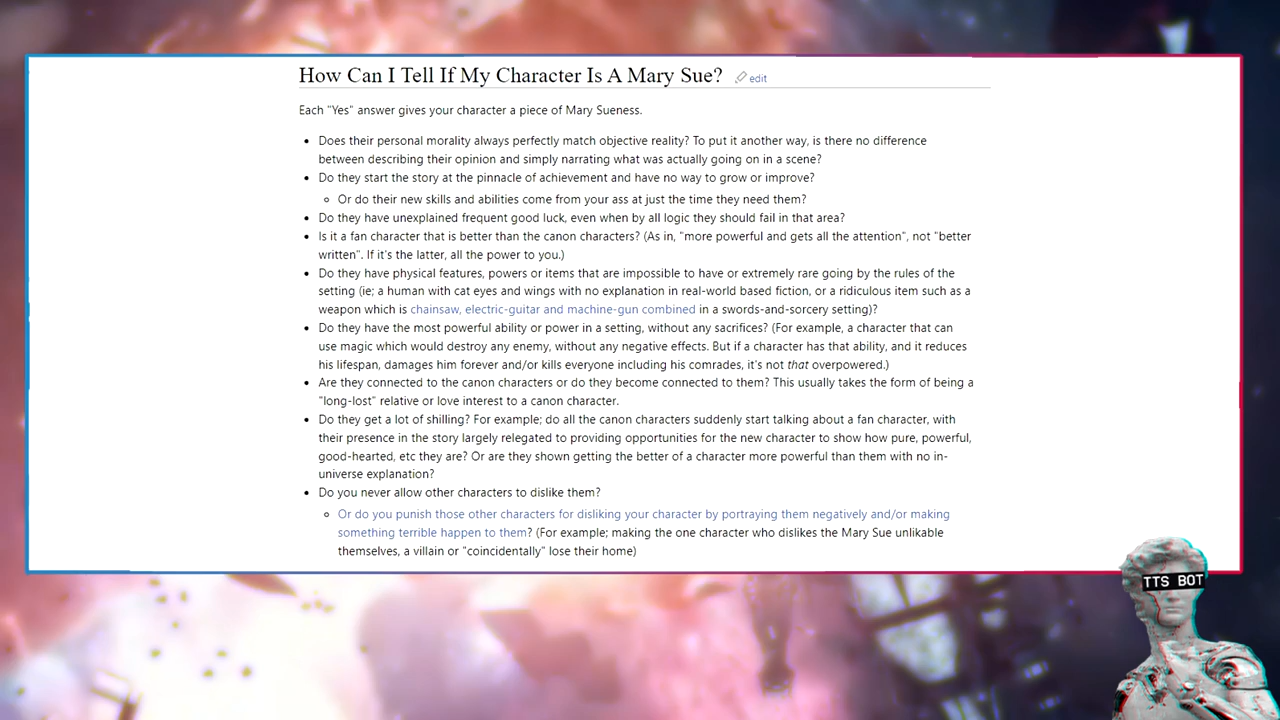 How Can I Tell If My Character Is A Mary Sue? edit
Each "Yes" answer gives your character a piece of Mary Sueness.
• Does their personal morality always perfectly match objective reality? To put it another way, is there no difference
between describing their opinion and simply narrating what was actually going on in a scene?
• Do they start the story at the pinnacle of achievement and have no way to grow or improve?
◦ Or do their new skills and abilities come from your ass at just the time they need them?
• Do they have unexplained frequent good luck, even when by all logic they should fail in that area?
• Is it a fan character that is better than the canon characters? (As in, "more powerful and gets all the attention", not "better
written". If it's the latter, all the power to you.)
• Do they have physical features, powers or items that are impossible to have or extremely rare going by the rules of the
setting (ie; a human with cat eyes and wings with no explanation in real-world based fiction, or a ridiculous item such as a
weapon which is chainsaw, electric-guitar and machine-gun combined in a swords-and-sorcery setting)?
• Do they have the most powerful ability or power in a setting, without any sacrifices? (For example, a character that can
use magic which would destroy any enemy, without any negative effects. But if a character has that ability, and it reduces
his lifespan, damages him forever and/or kills everyone including his comrades, it's not that overpowered.)
• Are they connected to the canon characters or do they become connected to them? This usually takes the form of being a
"long-lost" relative or love interest to a canon character.
• Do they get a lot of shilling? For example; do all the canon characters suddenly start talking about a fan character, with
their presence in the story largely relegated to providing opportunities for the new character to show how pure, powerful,
good-hearted, etc they are? Or are they shown getting the better of a character more powerful than them with no in-
universe explanation?
• Do you never allow other characters to dislike them?
◦ Or do you punish those other characters for disliking your character by portraying them negatively and/or making
something terrible happen to them? (For example; making the one character who dislikes the Mary Sue unlikable
themselves, a villain or "coincidentally" lose their home)
TTS BOT